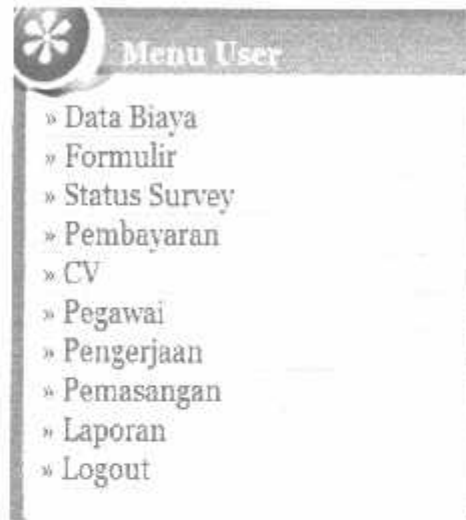 Menu User
» Data Biaya
» Formulir
» Status Survey
» Pembayaran
» CV
» Pegawai
» Pengerjaan
» Pemasangan
» Laporan
» Logout